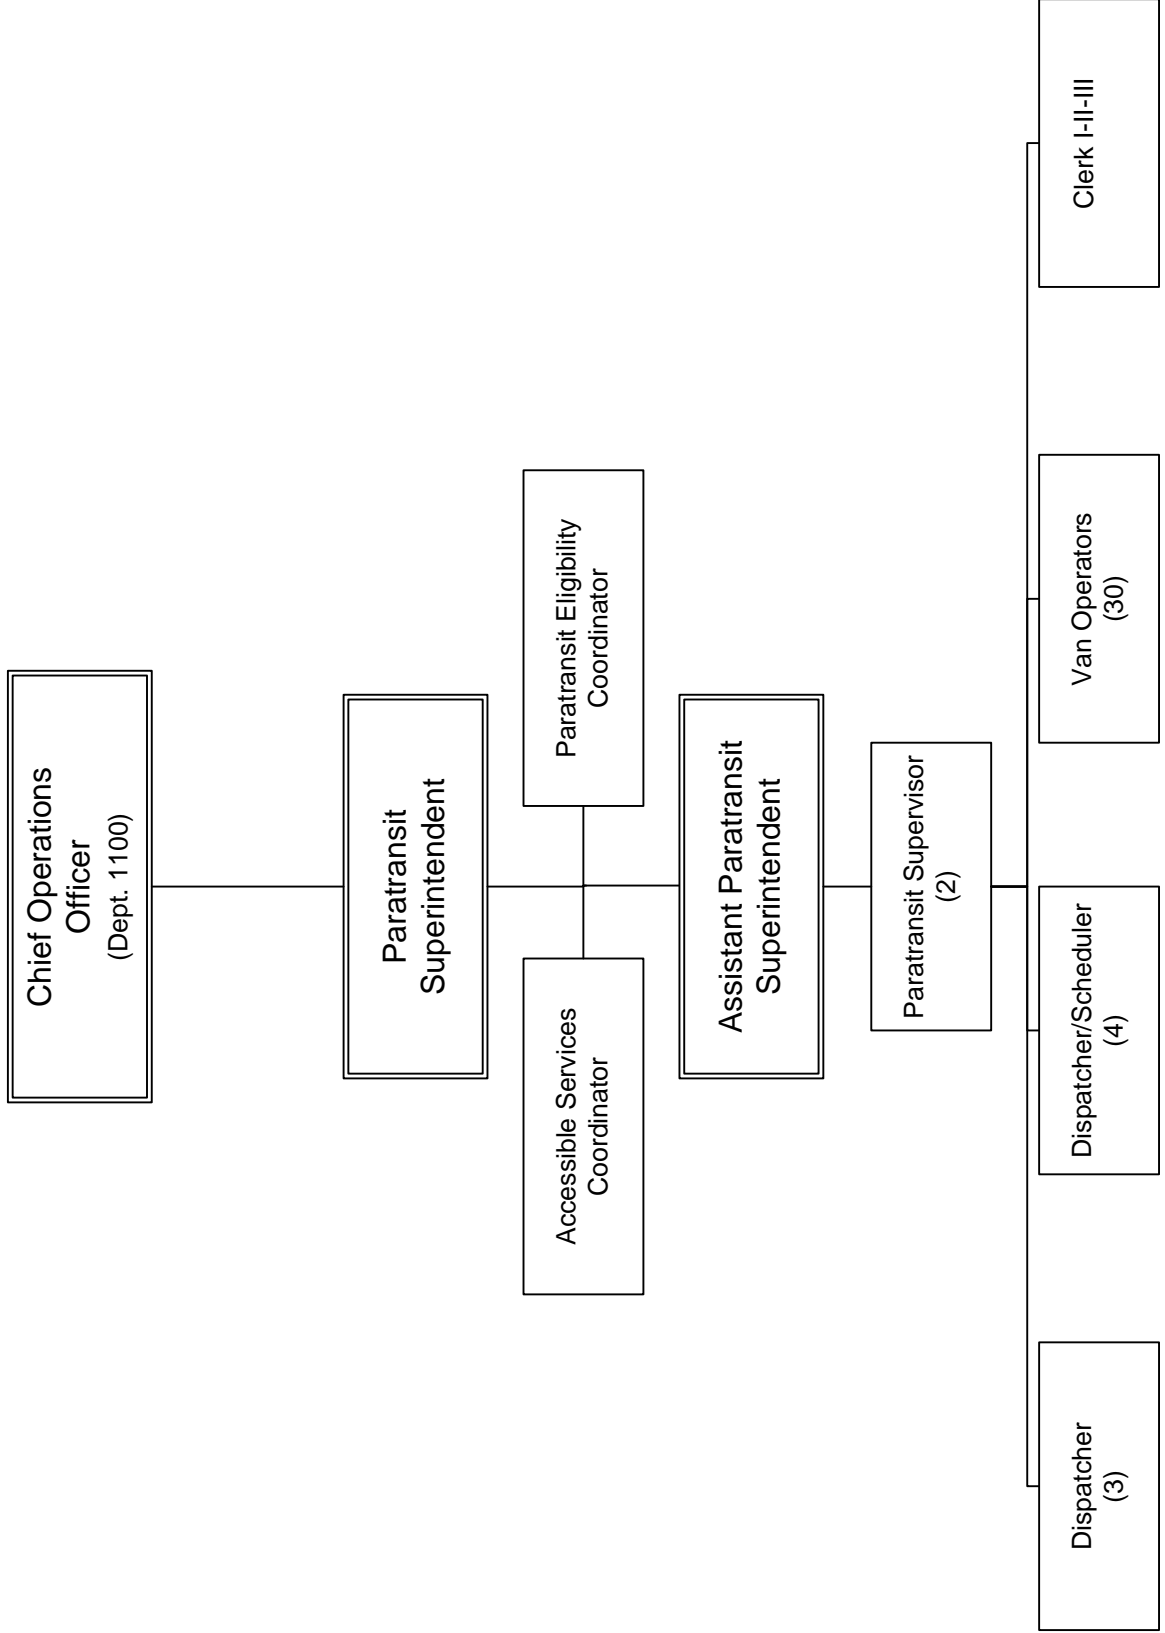 Chief Operations
Officer
(Dept. 1100)
Paratransit
Superintendent
Accessible Services
Coordinator
Paratransit Eligibility
Coordinator
Assistant Paratransit
Superintendent
Paratransit Supervisor
(2)
Dispatcher
(3)
Dispatcher/Scheduler
(4)
Van Operators
(30)
Clerk I-II-III